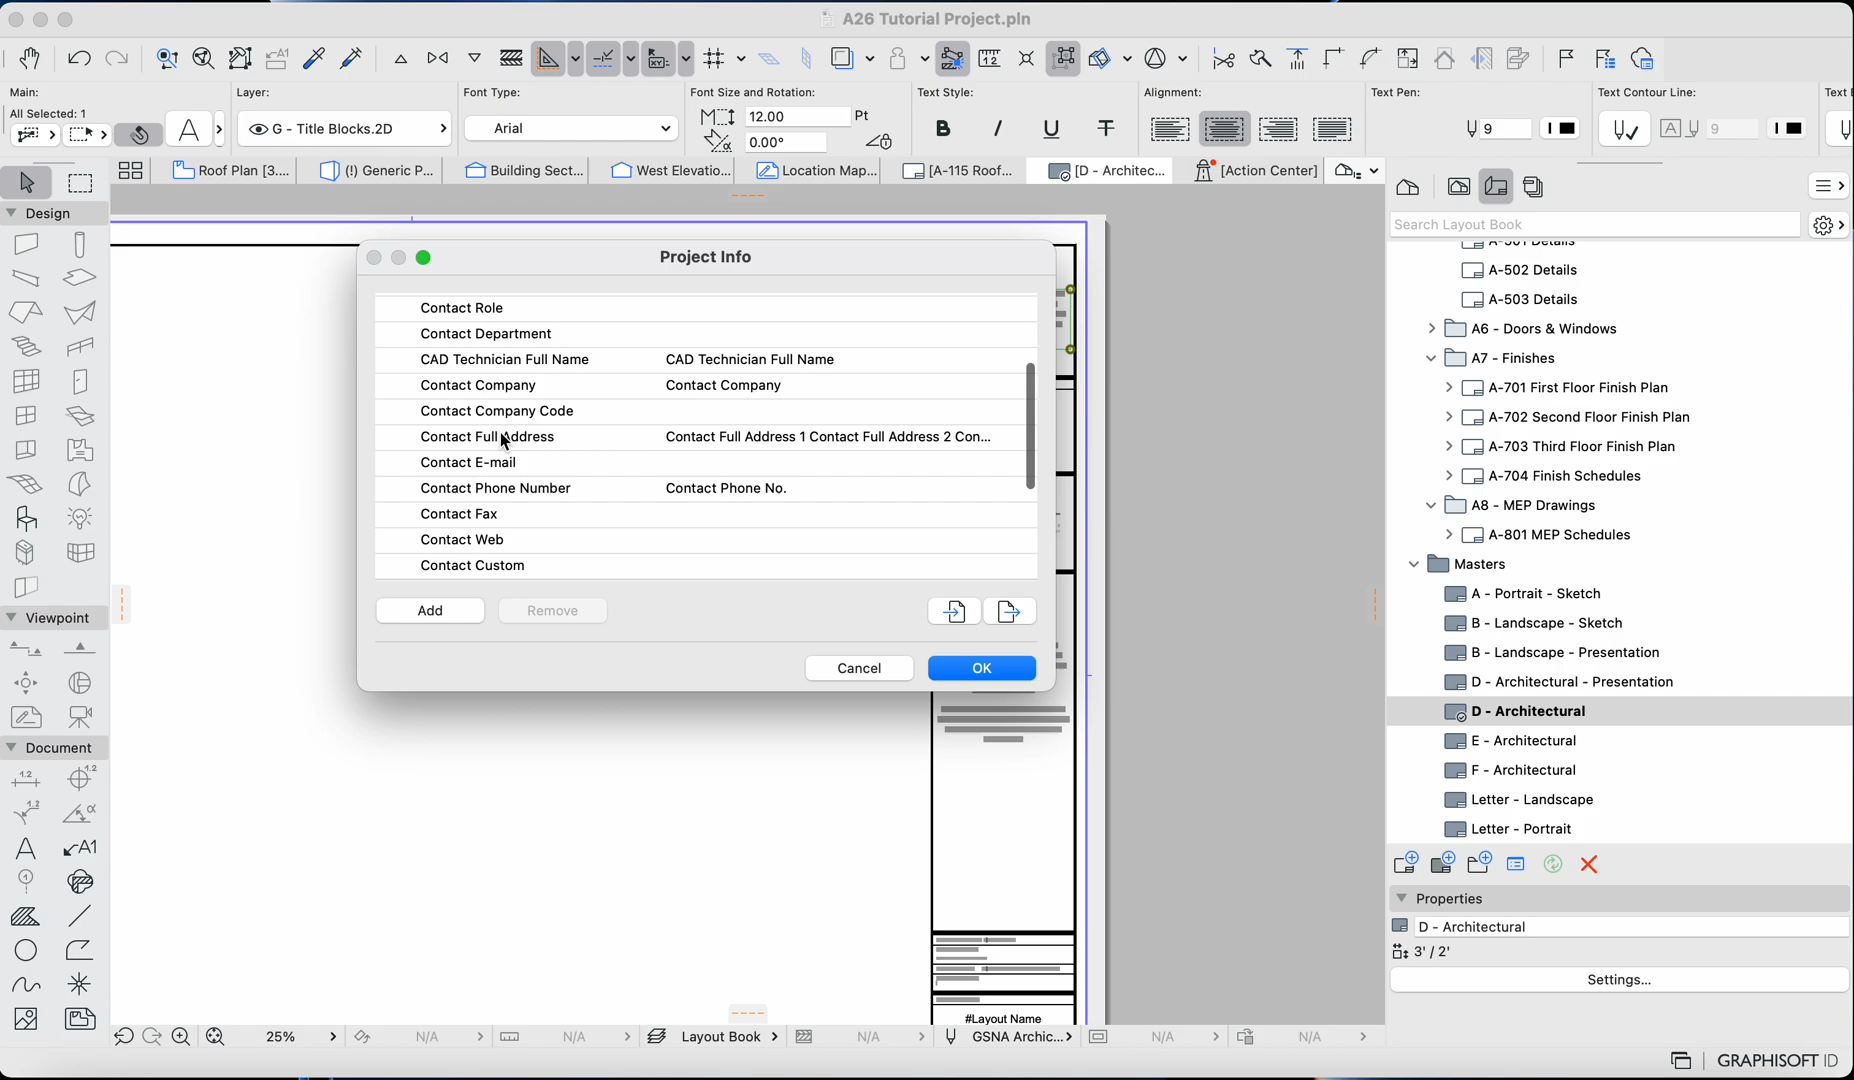 A26 Tutorial Project.pln
Main:
All Selected: 1
Layer:
G - Title Blocks.2D
Font Type:
Arial
Font Size and Rotation:
12.00 Pt
0.00°
Text Style:
B I U T
Alignment:
Text Pen:
9
Text Contour Line:
9
Text
Roof Plan [3....
(!) Generic P...
Building Sect...
West Elevatio...
Location Map...
[A-115 Roof...
[D - Architec...
[Action Center]
Design
Viewpoint
Document
Project Info
Contact Role
Contact Department
CAD Technician Full Name CAD Technician Full Name
Contact Company Contact Company
Contact Company Code
Contact Full Address Contact Full Address 1 Contact Full Address 2 Con...
Contact E-mail
Contact Phone Number Contact Phone No.
Contact Fax
Contact Web
Contact Custom
Add
Remove
Cancel
OK
#Layout Name
Search Layout Book
A-501 Details
A-502 Details
A-503 Details
A6 - Doors & Windows
A7 - Finishes
A-701 First Floor Finish Plan
A-702 Second Floor Finish Plan
A-703 Third Floor Finish Plan
A-704 Finish Schedules
A8 - MEP Drawings
A-801 MEP Schedules
Masters
A - Portrait - Sketch
B - Landscape - Sketch
B - Landscape - Presentation
D - Architectural - Presentation
D - Architectural
E - Architectural
F - Architectural
Letter - Landscape
Letter - Portrait
Properties
D - Architectural
3' / 2'
Settings...
25%
N/A
N/A
Layout Book
N/A
GSNA Archic...
N/A
N/A
GRAPHISOFT ID